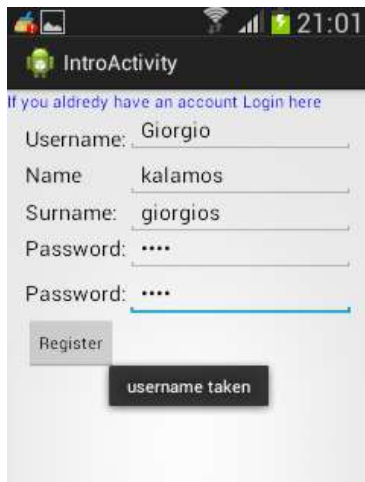 21:01
IntroActivity
If you aldredy have an account Login here
Username: Giorgio
Name kalamos
Surname: giorgios
Password: ••••
Password: ••••
Register
username taken